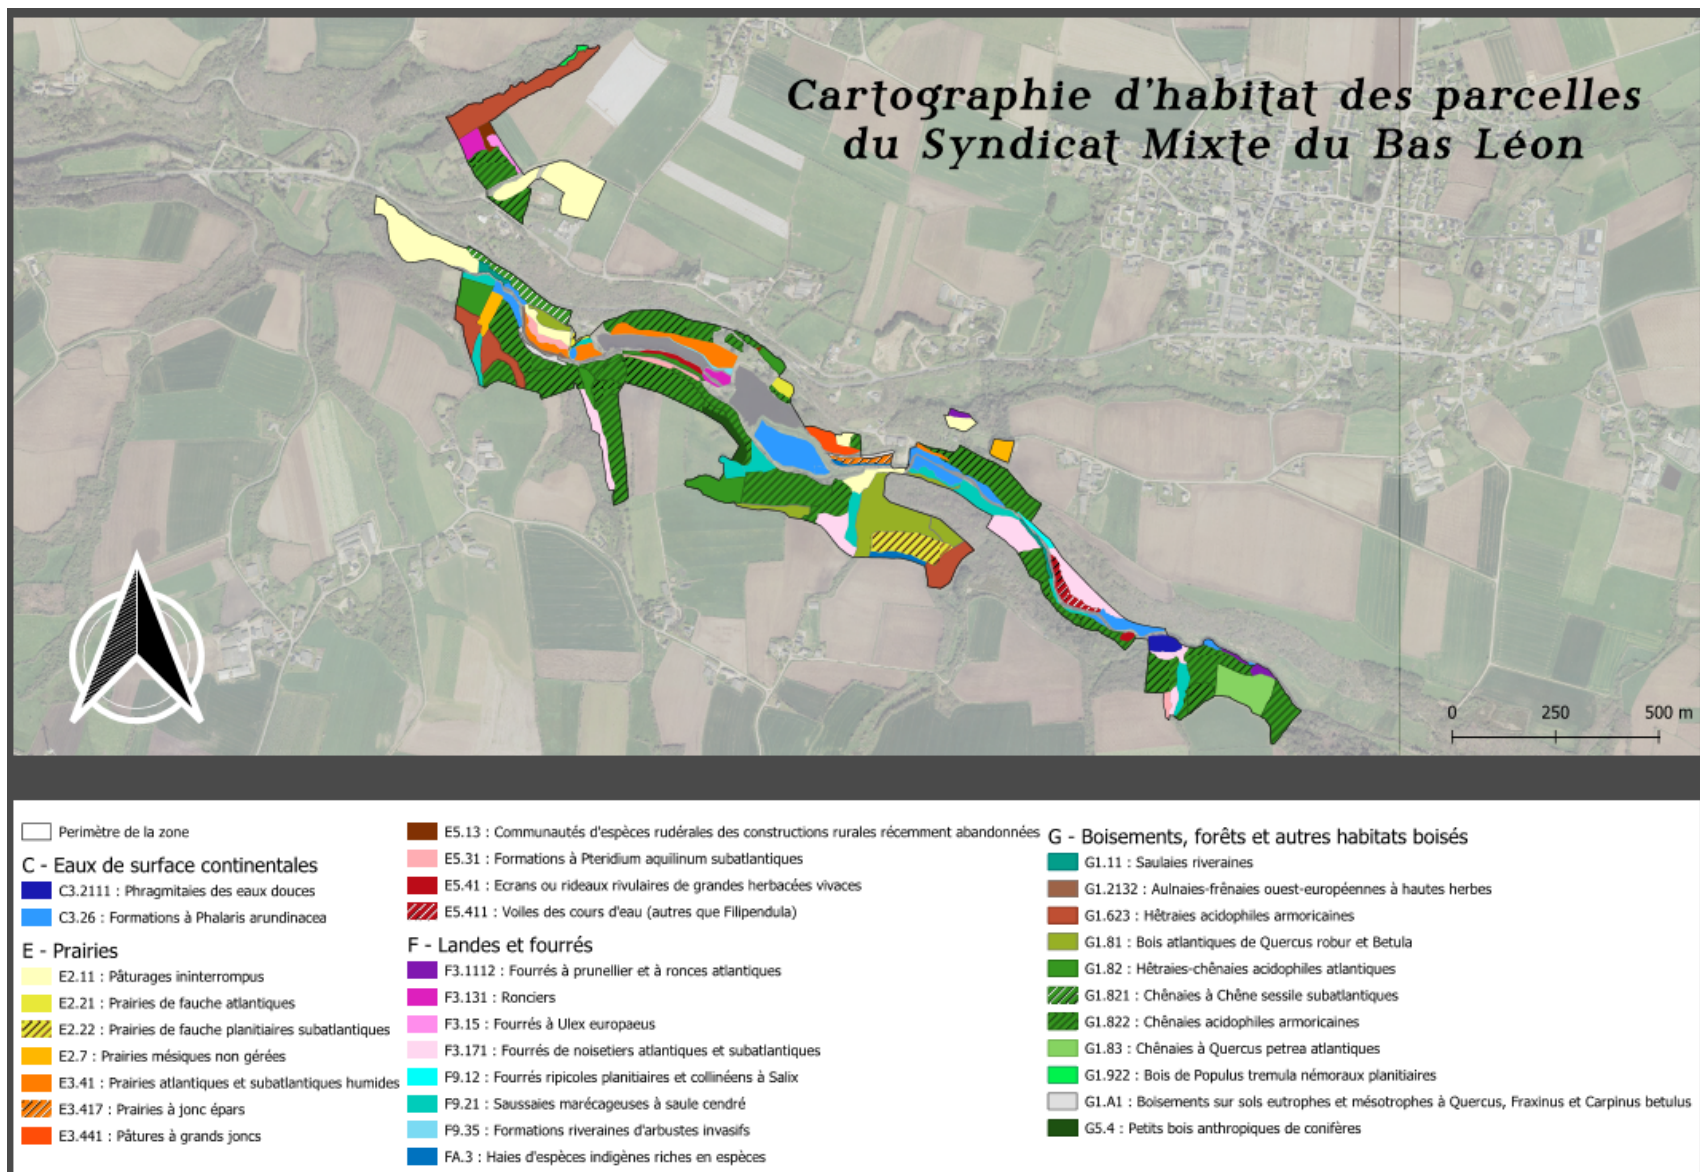 Cartographie d'habitat des parcelles
du Syndicat Mixte du Bas Léon
0 250 500 m
Perimètre de la zone
C - Eaux de surface continentales
C3.2111 : Phragmitaies des eaux douces
C3.26 : Formations à Phalaris arundinacea
E - Prairies
E2.11 : Pâturages ininterrompus
E2.21 : Prairies de fauche atlantiques
E2.22 : Prairies de fauche planitiaires subatlantiques
E2.7 : Prairies mésiques non gérées
E3.41 : Prairies atlantiques et subatlantiques humides
E3.417 : Prairies à jonc épars
E3.441 : Pâtures à grands joncs
E5.13 : Communautés d'espèces rudérales des constructions rurales récemment abandonnées
E5.31 : Formations à Pteridium aquilinum subatlantiques
E5.41 : Ecrans ou rideaux rivulaires de grandes herbacées vivaces
E5.411 : Voiles des cours d'eau (autres que Filipendula)
F - Landes et fourrés
F3.1112 : Fourrés à prunellier et à ronces atlantiques
F3.131 : Ronciers
F3.15 : Fourrés à Ulex europaeus
F3.171 : Fourrés de noisetiers atlantiques et subatlantiques
F9.12 : Fourrés ripicoles planitiaires et collinéens à Salix
F9.21 : Saussaies marécageuses à saule cendré
F9.35 : Formations riveraines d'arbustes invasifs
FA.3 : Haies d'espèces indigènes riches en espèces
G - Boisements, forêts et autres habitats boisés
G1.11 : Saulaies riveraines
G1.2132 : Aulnaies-frênaies ouest-européennes à hautes herbes
G1.623 : Hêtraies acidophiles armoricaines
G1.81 : Bois atlantiques de Quercus robur et Betula
G1.82 : Hêtraies-chênaies acidophiles atlantiques
G1.821 : Chênaies à Chêne sessile subatlantiques
G1.822 : Chênaies acidophiles armoricaines
G1.83 : Chênaies à Quercus petrea atlantiques
G1.922 : Bois de Populus tremula némoraux planitiaires
G1.A1 : Boisements sur sols eutrophes et mésotrophes à Quercus, Fraxinus et Carpinus betulus
G5.4 : Petits bois anthropiques de conifères